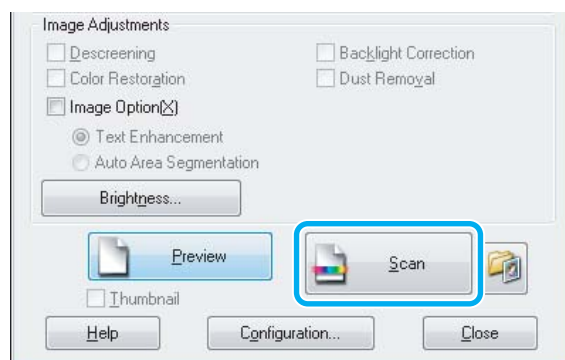 Image Adjustments
Descreening Backlight Correction
Color Restoration Dust Removal
Image Option(X)
Text Enhancement
Auto Area Segmentation
Brightness...
Preview Scan
Thumbnail
Help Configuration... Close